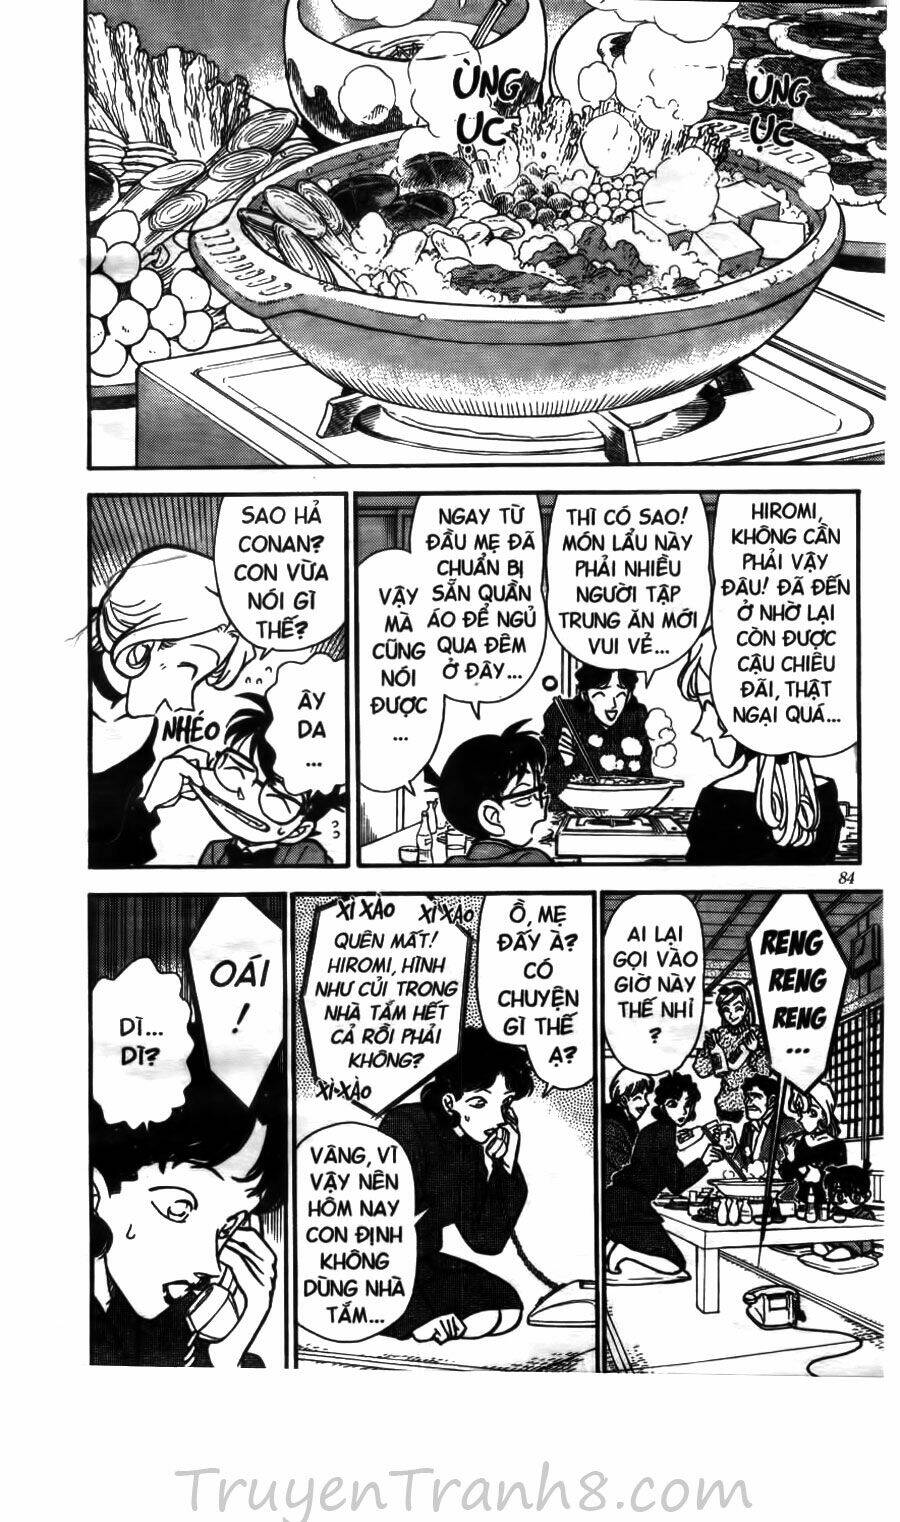 ÙNG
ỤC
ÙNG
ỤC
HIROMI,
KHÔNG CẦN
PHẢI VẬY
ĐÂU! ĐÃ ĐẾN
Ở NHỜ LẠI
CÒN ĐƯỢC
CẬU CHIÊU
ĐÃI, THẬT
NGẠI QUÁ...
THÌ CÓ SAO!
MÓN LẨU NÀY
PHẢI NHIỀU
NGƯỜI TẬP
TRUNG ĂN MỚI
VUI VẺ...
NGAY TỪ
ĐẦU MẸ ĐÃ
CHUẨN BỊ
SẴN QUẦN
ÁO ĐỂ NGỦ
QUA ĐÊM
Ở ĐÂY...
VẬY
MÀ
CŨNG
NÓI
ĐƯỢC
...
SAO HẢ
CONAN?
CON VỪA
NÓI GÌ
THẾ?
ÂY
DA
...
NHÉO
84
RENG
RENG
RENG
...
AI LẠI
GỌI VÀO
GIỜ NÀY
THẾ NHỈ
?
Ồ, MẸ
ĐẤY À?
CÓ
CHUYỆN
GÌ THẾ
Ạ?
XÌ XÀO
XÌ XÀO
QUÊN MẤT!
HIROMI, HÌNH
NHƯ CỦI TRONG
NHÀ TẮM HẾT
CẢ RỒI PHẢI
KHÔNG?
XÌ XÀO
VÂNG, VÌ
VẬY NÊN
HÔM NAY
CON ĐỊNH
KHÔNG
DÙNG NHÀ
TẮM...
OÁI
!
DÌ...
DÌ?
TruyenTranh8.com